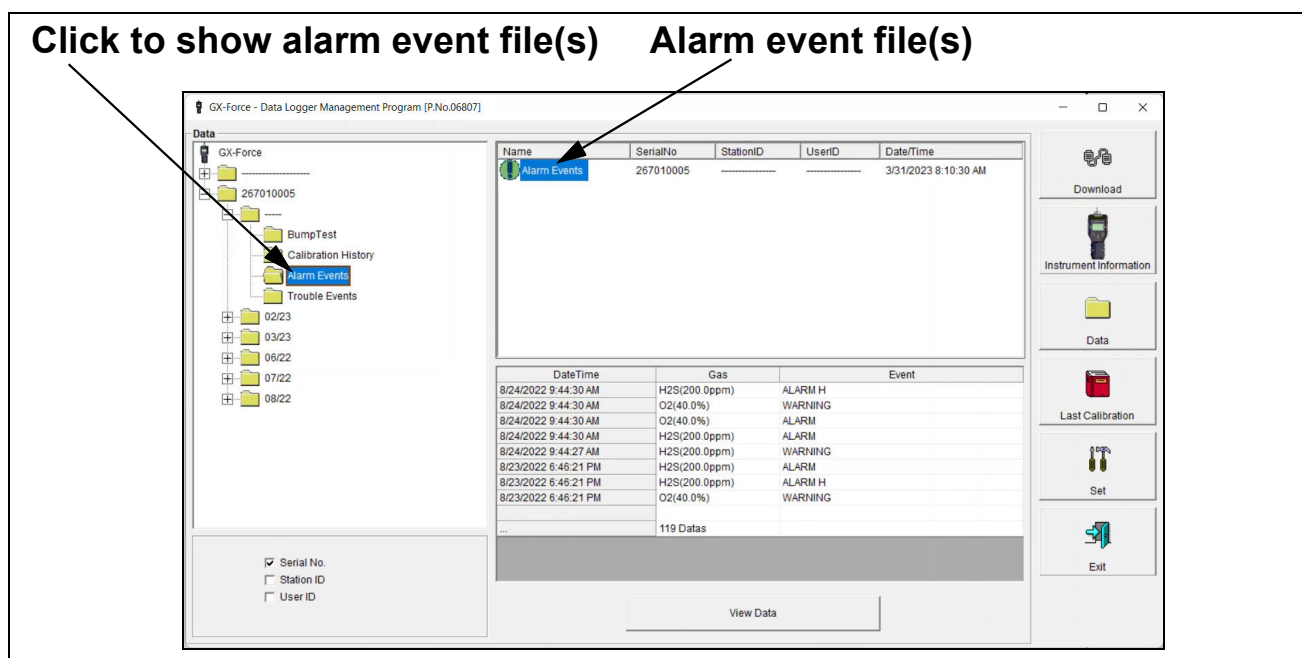 Click to show alarm event file(s) Alarm event file(s)
GX-Force - Data Logger Management Program [P.No.06807]
Data
GX-Force
--------------------
267010005
-----
BumpTest
Calibration History
Alarm Events
Trouble Events
02/23
03/23
06/22
07/22
08/22
Serial No.
Station ID
User ID
Name SerialNo StationID UserID Date/Time
Alarm Events 267010005 ---------------- ---------------- 3/31/2023 8:10:30 AM
DateTime Gas Event
8/24/2022 9:44:30 AM H2S(200.0ppm) ALARM H
8/24/2022 9:44:30 AM O2(40.0%) WARNING
8/24/2022 9:44:30 AM O2(40.0%) ALARM
8/24/2022 9:44:30 AM H2S(200.0ppm) ALARM
8/24/2022 9:44:27 AM H2S(200.0ppm) WARNING
8/23/2022 6:46:21 PM H2S(200.0ppm) ALARM
8/23/2022 6:46:21 PM H2S(200.0ppm) ALARM H
8/23/2022 6:46:21 PM O2(40.0%) WARNING
... 119 Datas
View Data
Download
Instrument Information
Data
Last Calibration
Set
Exit